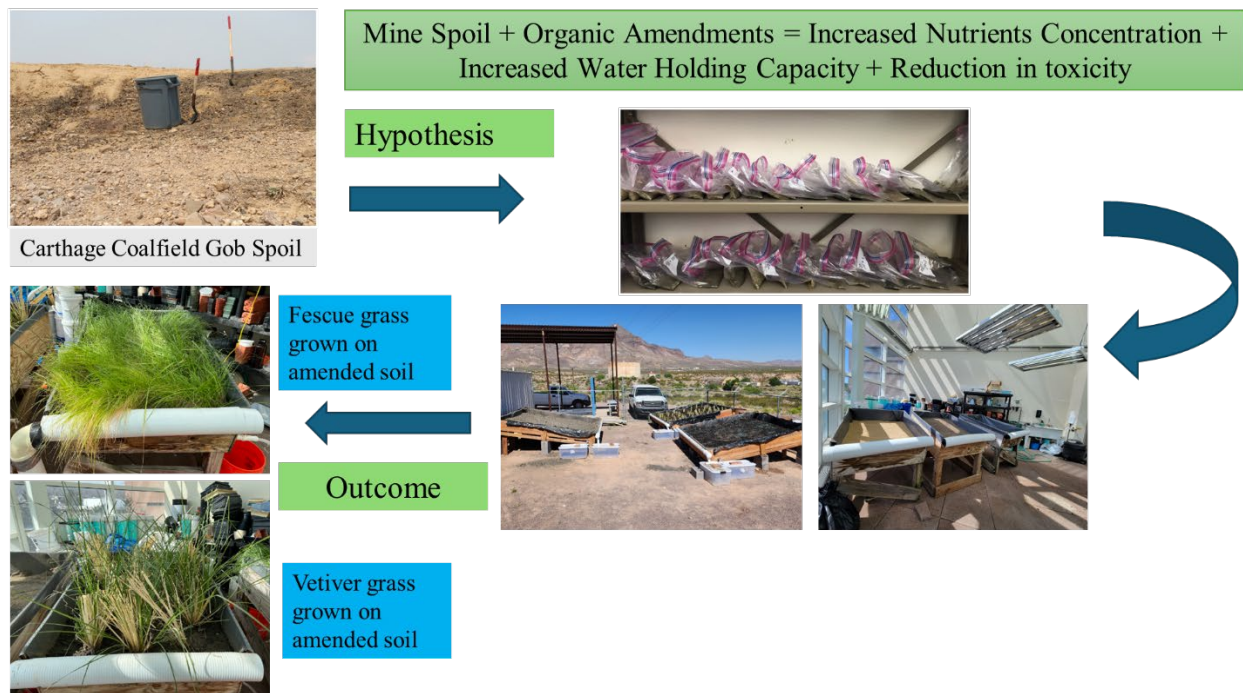 Mine Spoil + Organic Amendments = Increased Nutrients Concentration +
Increased Water Holding Capacity + Reduction in toxicity
Hypothesis
Carthage Coalfield Gob Spoil
Fescue grass
grown on
amended soil
Outcome
Vetiver grass
grown on
amended soil